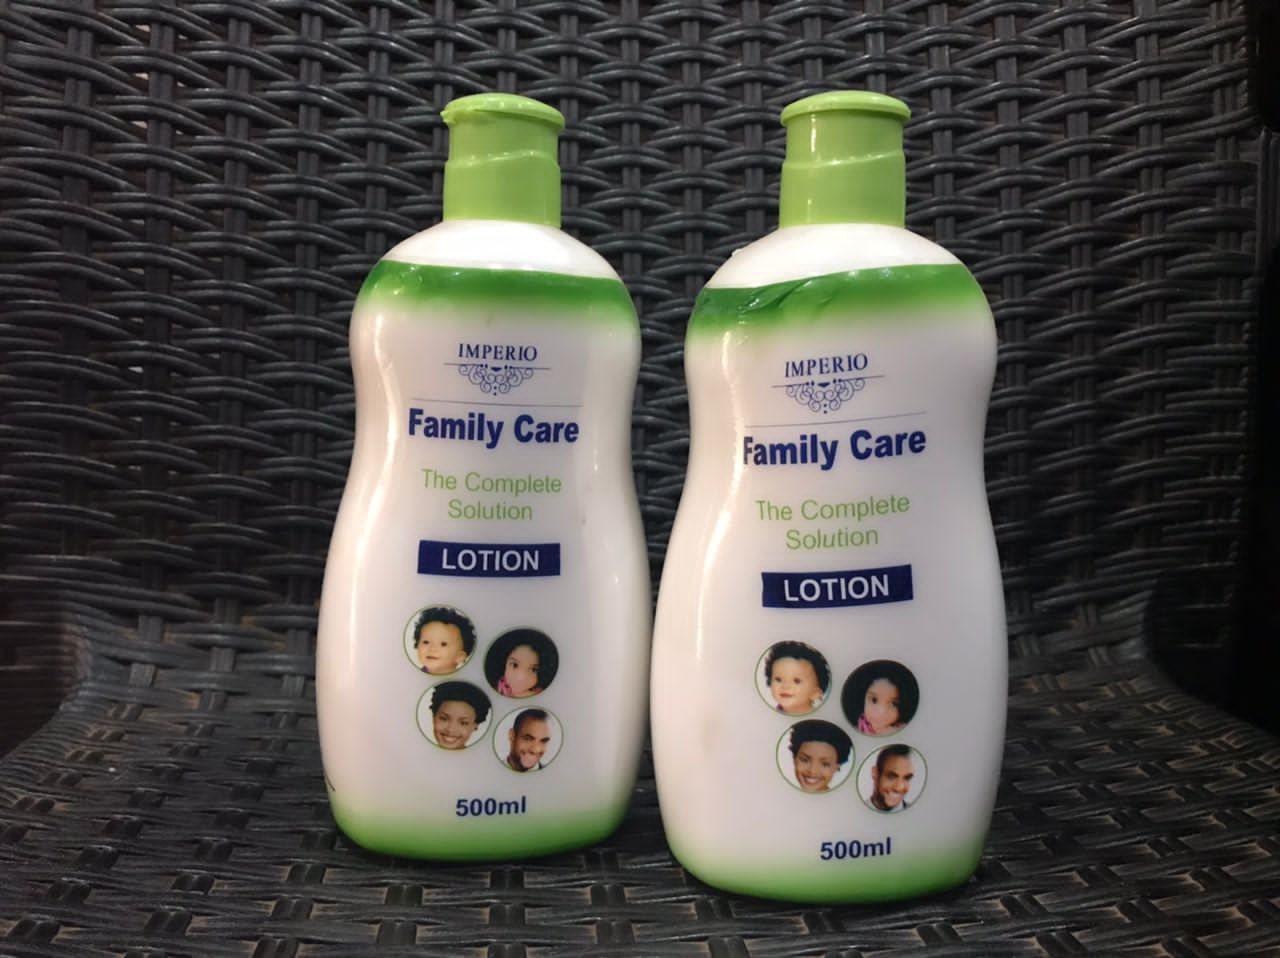 IMPERIO
Family Care
The Complete
Solution
LOTION
500ml
IMPERIO
Family Care
The Complete
Solution
LOTION
500ml